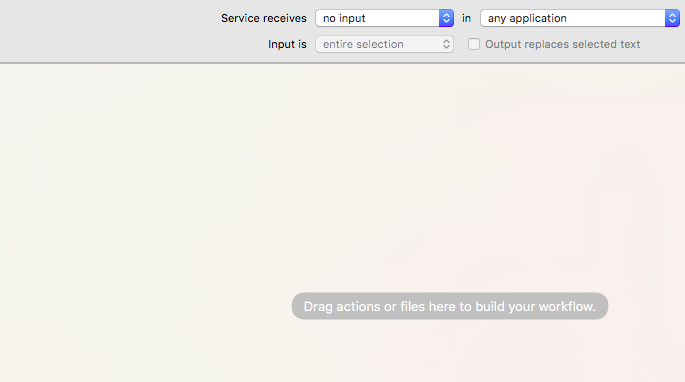 Service receives no input in any application
Input is entire selection Output replaces selected text
Drag actions or files here to build your workflow.